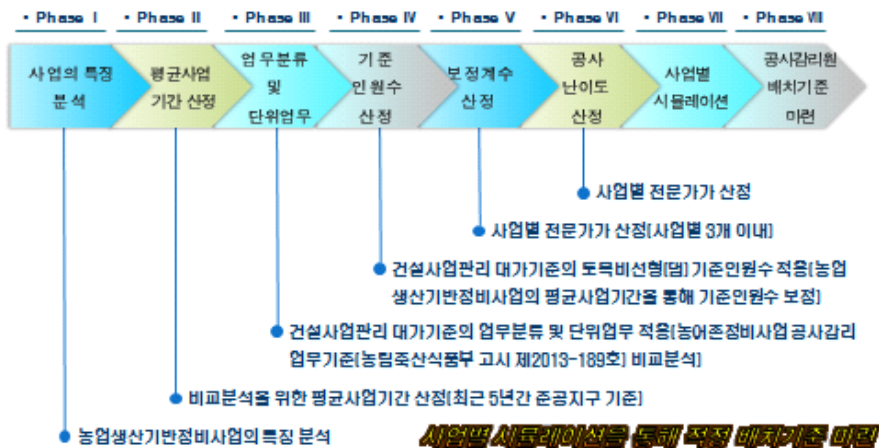 • Phase I
• Phase II
• Phase III
• Phase IV
• Phase V
• Phase VI
• Phase VII
• Phase VIII
사업의 특징
분석
평균사업
기간 산정
업무분류
및
단위업무
기준
인원수
산정
보정계수
산정
공사
난이도
산정
사업별
시뮬레이션
공사감리원
배치기준
마련
사업별 전문가가 산정
사업별 전문가가 산정(사업별 3개 이내)
건설사업관리 대가기준의 토목비선형(댐) 기준인원수 적용(농업
생산기반정비사업의 평균사업기간을 통해 기준인원수 보정)
건설사업관리 대가기준의 업무분류 및 단위업무 적용(농어촌정비사업 공사감리
업무기준(농림축산식품부 고시 제2013-189호) 비교분석)
비교분석을 위한 평균사업기간 산정(최근 5년간 준공지구 기준)
농업생산기반정비사업의 특징 분석
사업별 시뮬레이션을 통해 적정 배치기준 마련